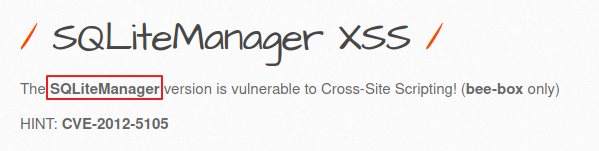 / SQLiteManager XSS /
The SQLiteManager version is vulnerable to Cross-Site Scripting! (bee-box only)
HINT: CVE-2012-5105